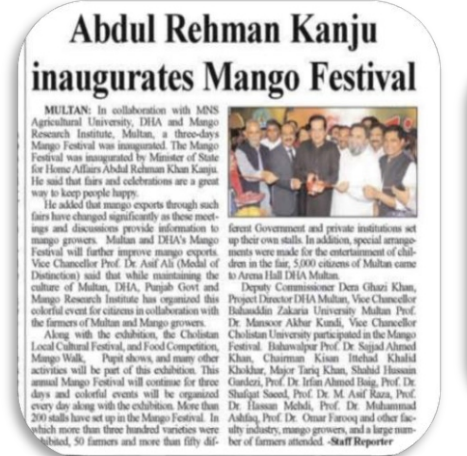 Abdul Rehman Kanju
inaugurates Mango Festival
MULTAN: In collaboration with MNS
Agricultural University, DHA and Mango
Research Institute, Multan, a three-days
Mango Festival was inaugurated. The Mango
Festival was inaugurated by Minister of State
for Home Affairs Abdul Rehman Khan Kanju.
He said that fairs and celebrations are a great
way to keep people happy.
He added that mango exports through such
fairs have changed significantly as these meet-
ings and discussions provide information to
mango growers. Multan and DHA's Mango
Festival will further improve mango exports.
Vice Chancellor Prof. Dr. Asif Ali (Medal of
Distinction) said that while maintaining the
culture of Multan, DHA, Punjab Govt and
Mango Research Institute has organized this
colorful event for citizens in collaboration with
the farmers of Multan and Mango growers.
Along with the exhibition, the Cholistan
Local Cultural Festival, and Food Competition,
Mango Walk, Pupit shows, and many other
activities will be part of this exhibition. This
annual Mango Festival will continue for three
days and colorful events will be organized
every day along with the exhibition. More than
200 stalls have set up in the Mango Festival. In
which more than three hundred varieties were
exhibited, 50 farmers and more than fifty dif-
ferent Government and private institutions set
up their own stalls. In addition, special arrange-
ments were made for the entertainment of chil-
dren in the fair, 5,000 citizens of Multan came
to Arena Hall DHA Multan.
Deputy Commissioner Dera Ghazi Khan,
Project Director DHA Multan, Vice Chancellor
Bahauddin Zakaria University Multan Prof.
Dr. Mansoor Akbar Kundi, Vice Chancellor
Cholistan University participated in the Mango
Festival. Bahawalpur Prof. Dr. Sajjad Ahmed
Khan, Chairman Kisan Ittehad Khalid
Khokhar, Major Tariq Khan, Shahid Hussain
Gardezi, Prof. Dr. Irfan Ahmed Baig, Prof. Dr.
Shafqat Saeed, Prof. Dr. M. Asif Raza, Prof.
Dr. Hassan Mehdi, Prof. Dr. Muhammad
Ashfaq, Prof. Dr. Omar Farooq and other fac-
ulty industry, mango growers, and a large num-
ber of farmers attended. -Staff Reporter